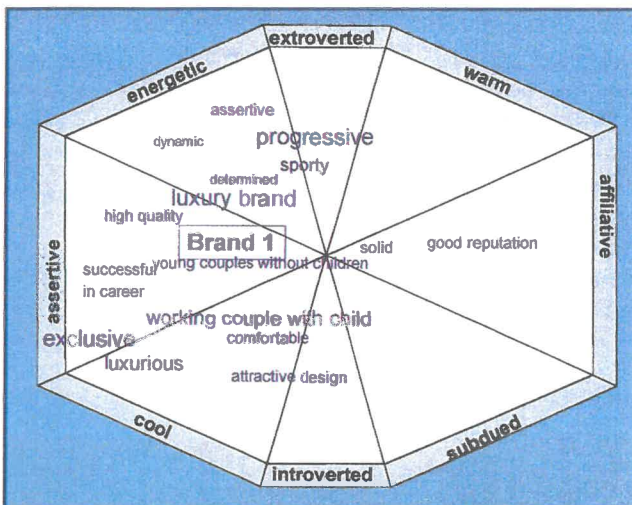 extroverted
energetic
warm
assertive
progressive
dynamic
sporty
determined
luxury brand
high quality
Brand 1
solid
good reputation
affiliative
young couples without children
assertive
successful
in career
working couple with child
exclusive
comfortable
luxurious
attractive design
cool
subdued
introverted